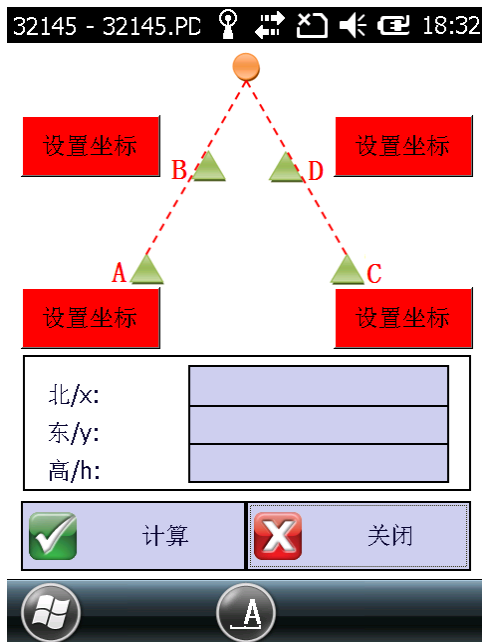 32145 - 32145.PD 18:32
设置坐标 设置坐标
B D
A C
设置坐标 设置坐标
北/x:
东/y:
高/h:
计算 关闭
A